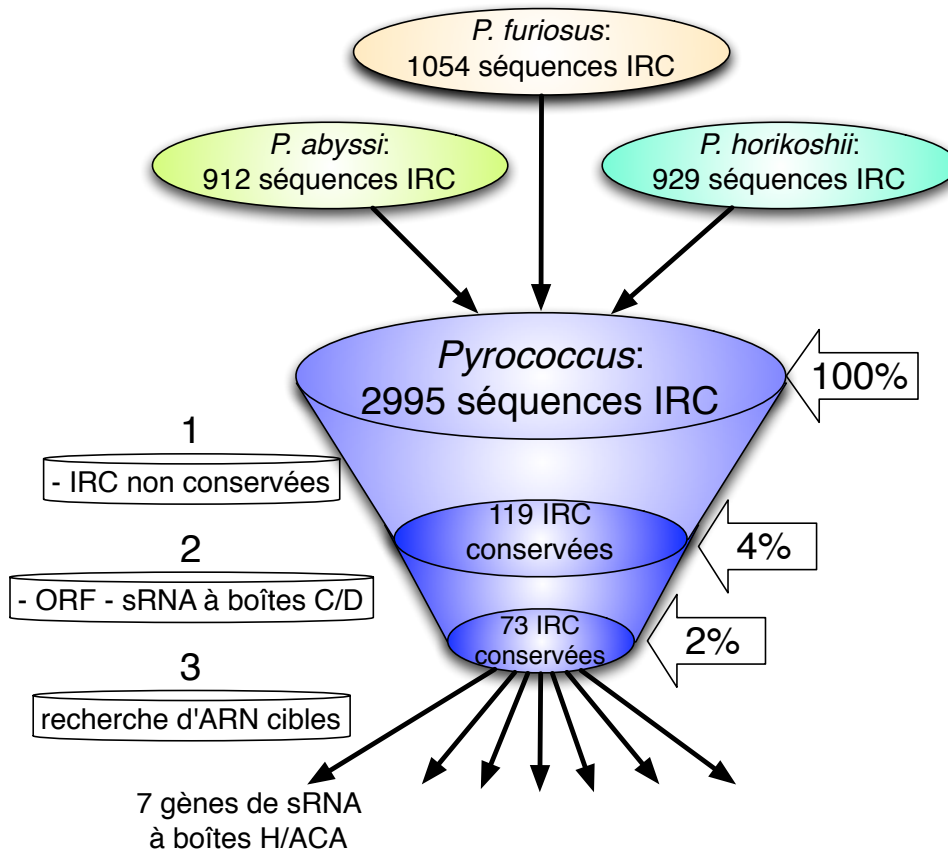 P. furiosus:
1054 séquences IRC
P. abyssi:
912 séquences IRC
P. horikoshii:
929 séquences IRC
Pyrococcus:
2995 séquences IRC
100%
1
- IRC non conservées
119 IRC
conservées
4%
2
- ORF - sRNA à boîtes C/D
73 IRC
conservées
2%
3
recherche d'ARN cibles
7 gènes de sRNA
à boîtes H/ACA